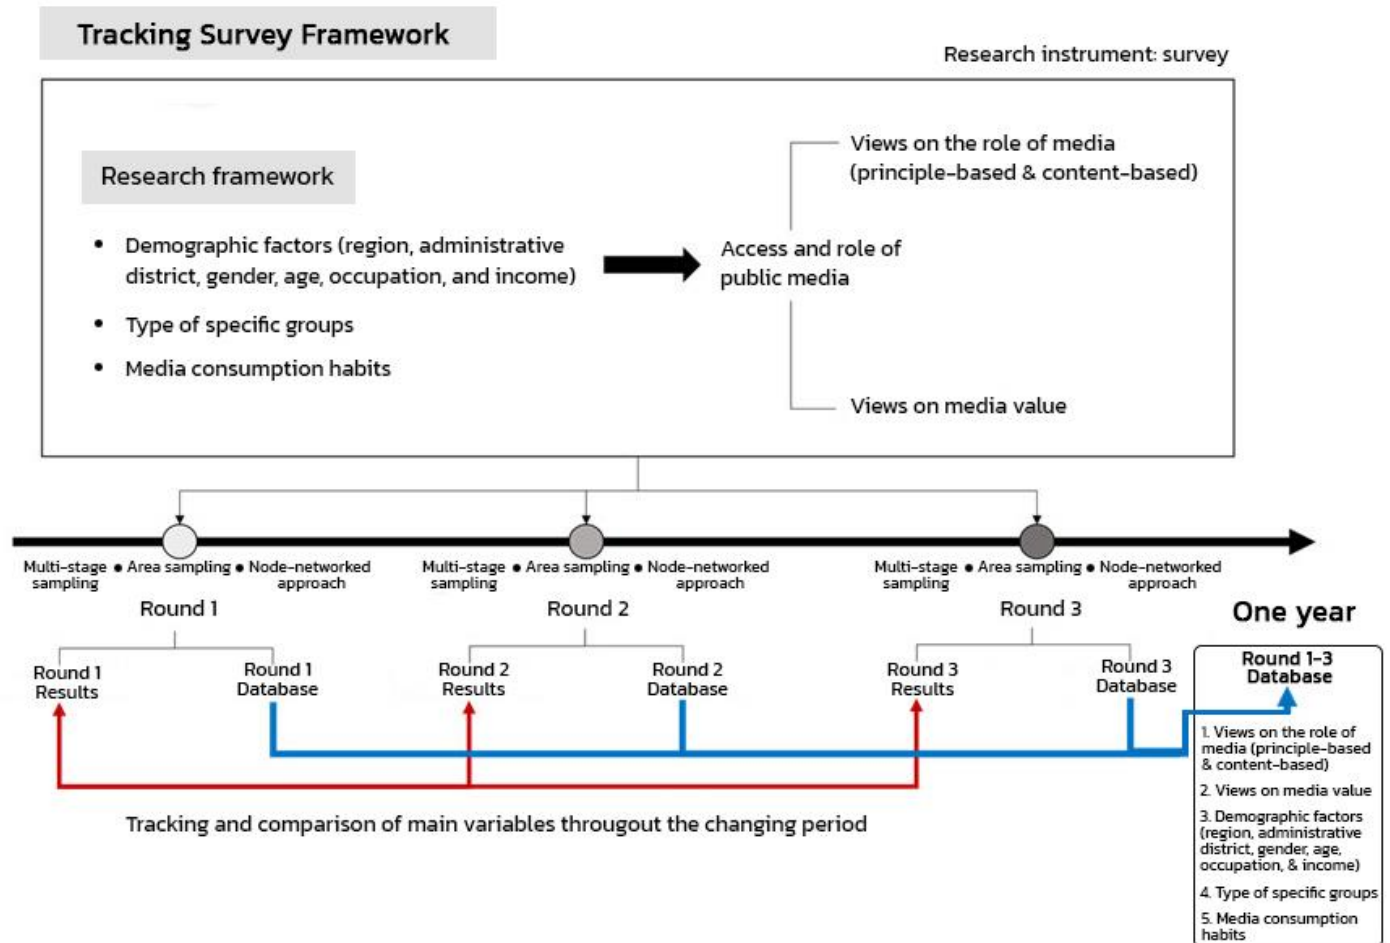 Tracking Survey Framework
Research instrument: survey
Research framework
• Demographic factors (region, administrative
district, gender, age, occupation, and income)
• Type of specific groups
• Media consumption habits
Access and role of
public media
Views on the role of media
(principle-based & content-based)
Views on media value
Multi-stage • Area sampling • Node-networked
sampling approach
Multi-stage • Area sampling • Node-networked
sampling approach
Multi-stage • Area sampling • Node-networked
sampling approach
Round 1
Round 2
Round 3
One year
Round 1
Results
Round 1
Database
Round 2
Results
Round 2
Database
Round 3
Results
Round 3
Database
Round 1-3
Database
1. Views on the role of
media (principle-based
& content-based)
2. Views on media value
3. Demographic factors
(region, administrative
district, gender, age,
occupation, & income)
4. Type of specific groups
5. Media consumption
habits
Tracking and comparison of main variables througout the changing period